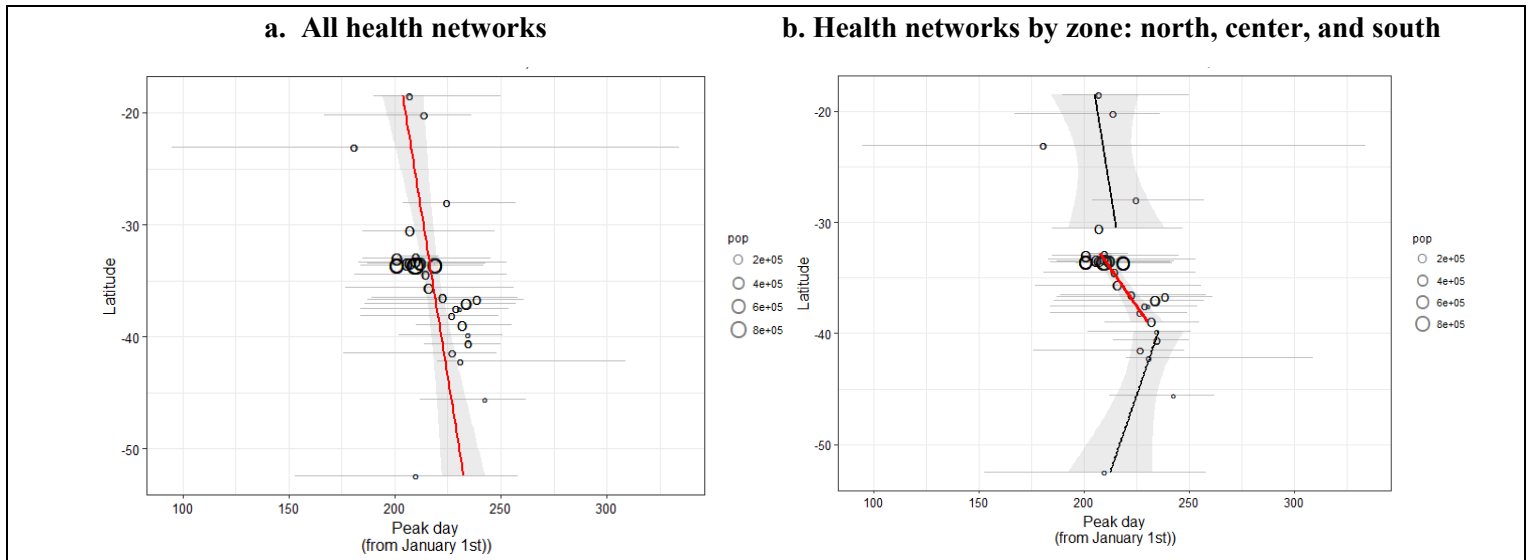 a. All health networks
b. Health networks by zone: north, center, and south
-20
-30
-40
-50
Latitude
100
150
200
250
300
Peak day
(from January 1st))
pop
2e+05
4e+05
6e+05
8e+05
-20
-30
-40
-50
Latitude
100
150
200
250
300
Peak day
(from January 1st))
pop
2e+05
4e+05
6e+05
8e+05